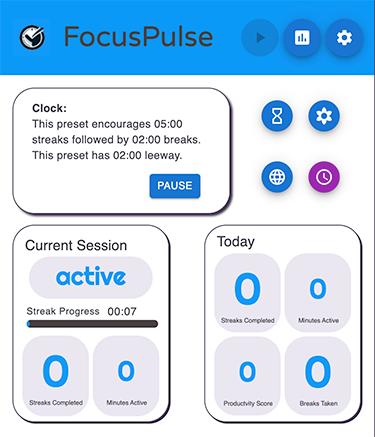 FocusPulse
Clock:
This preset encourages 05:00
streaks followed by 02:00 breaks.
This preset has 02:00 leeway.
PAUSE
Current Session
active
Streak Progress 00:07
0
Streaks Completed
0
Minutes Active
Today
0
Streaks Completed
0
Minutes Active
0
Productvity Score
0
Breaks Taken